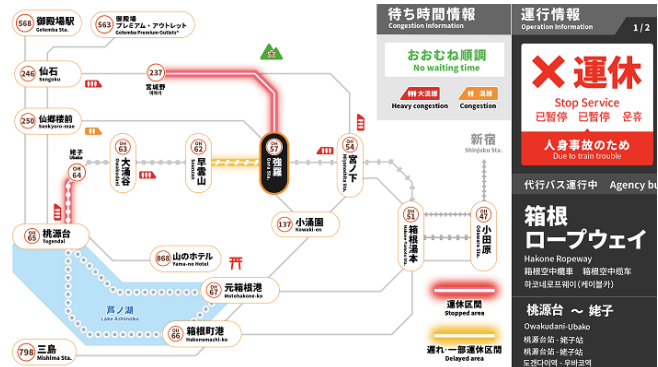 568
御殿場駅
Gotemba Sta.
563
御殿場
プレミアム・アウトレット
Gotemba Premium Outlets®
246
仙石
Sengoku
237
宮城野
250
仙郷楼前
Senkyoro-mae
姥子
Ubako
OH
64
OH
63
大涌谷
OH
62
早雲山
OH
57
強羅
Gora Sta.
OH
54
宮ノ下
新宿
Shinjuku Sta.
OH
65
桃源台
Togendai
137
小涌園
Kowaki-en
OH
51
箱根湯本
OH
47
小田原
868
山のホテル
Yama-no Hotel
OH
67
元箱根港
Motohakone-ko
芦ノ湖
Lake Ashinoko
OH
66
箱根町港
Hakonemachi-ko
798
三島
Mishima Sta.
運休区間
Stopped area
遅れ・一部運休区間
Delayed area
待ち時間情報
Congestion Information
おおむね順調
No waiting time
大混雑
Heavy congestion
混雑
Congestion
運行情報
Operation Information
1/2
運休
Stop Service
已暫停 已暂停 운휴
人身事故のため
Due to train trouble
代行バス運行中 Agency bu
箱根
ロープウェイ
Hakone Ropeway
箱根空中纜車 箱根空中缆车
하코네로프웨이(케이블카)
桃源台 〜 姥子
Owakudani-Ubako
桃源台站 - 姥子站
桃源台站 - 姥子站
도겐다이역 - 우바코역